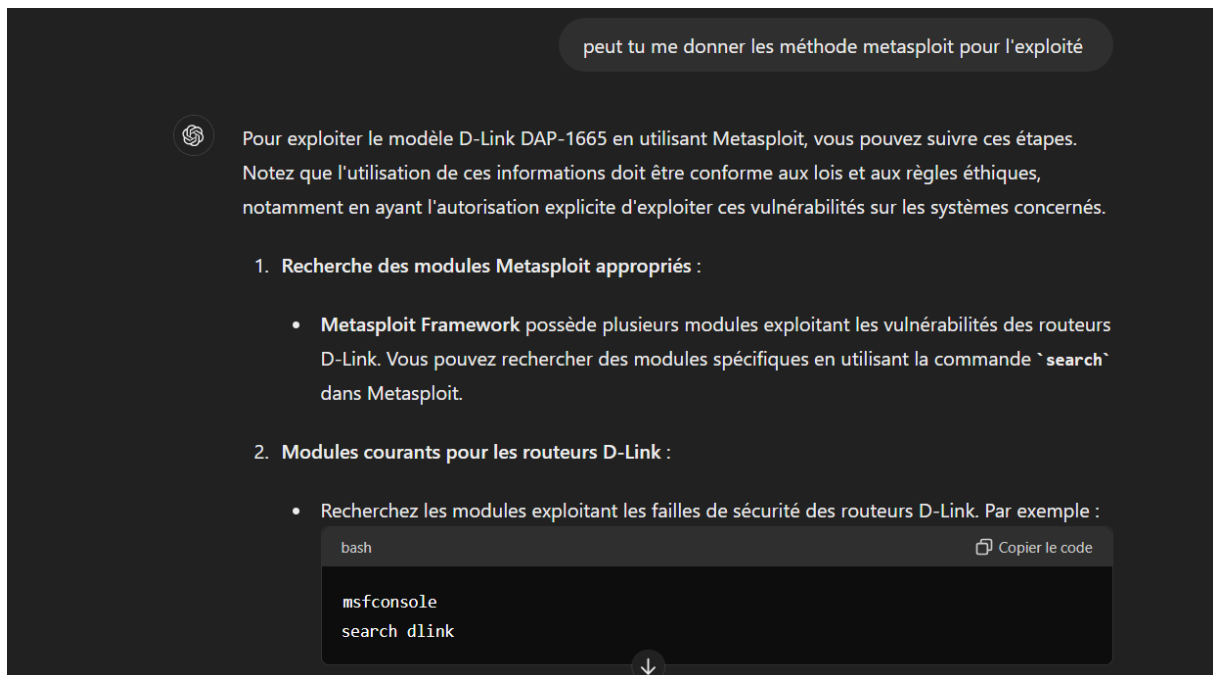 peut tu me donner les méthode metasploit pour l'exploité
Pour exploiter le modèle D-Link DAP-1665 en utilisant Metasploit, vous pouvez suivre ces étapes.
Notez que l'utilisation de ces informations doit être conforme aux lois et aux règles éthiques,
notamment en ayant l'autorisation explicite d'exploiter ces vulnérabilités sur les systèmes concernés.
1. Recherche des modules Metasploit appropriés :
• Metasploit Framework possède plusieurs modules exploitant les vulnérabilités des routeurs
D-Link. Vous pouvez rechercher des modules spécifiques en utilisant la commande `search`
dans Metasploit.
2. Modules courants pour les routeurs D-Link :
• Recherchez les modules exploitant les failles de sécurité des routeurs D-Link. Par exemple :
bash Copier le code
msfconsole
search dlink